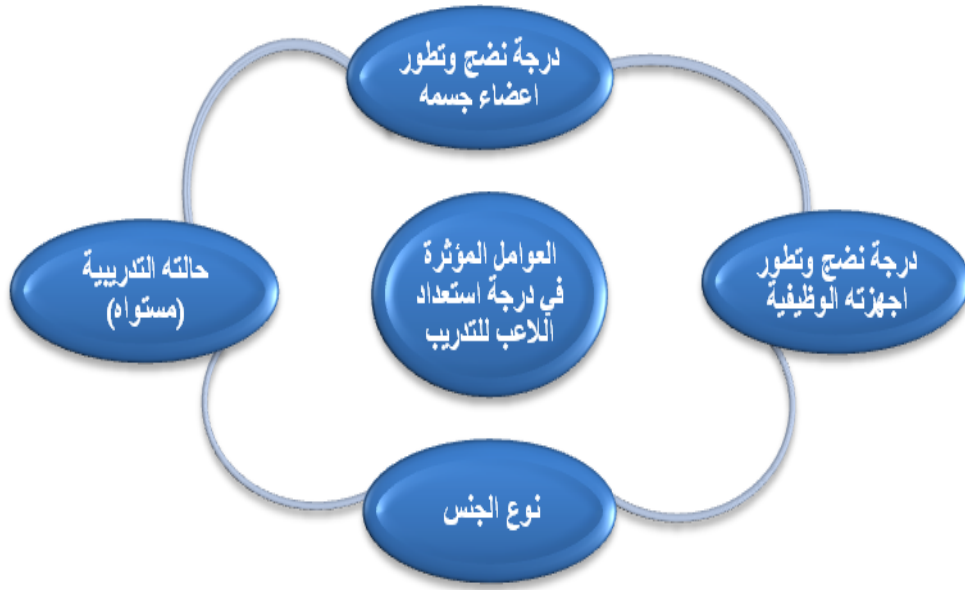 درجة نضج وتطور
اعضاء جسمه
درجة نضج وتطور
اجهزته الوظيفية
العوامل المؤثرة
في درجة استعداد
اللاعب للتدريب
حالته التدريبية
(مستواه)
نوع الجنس